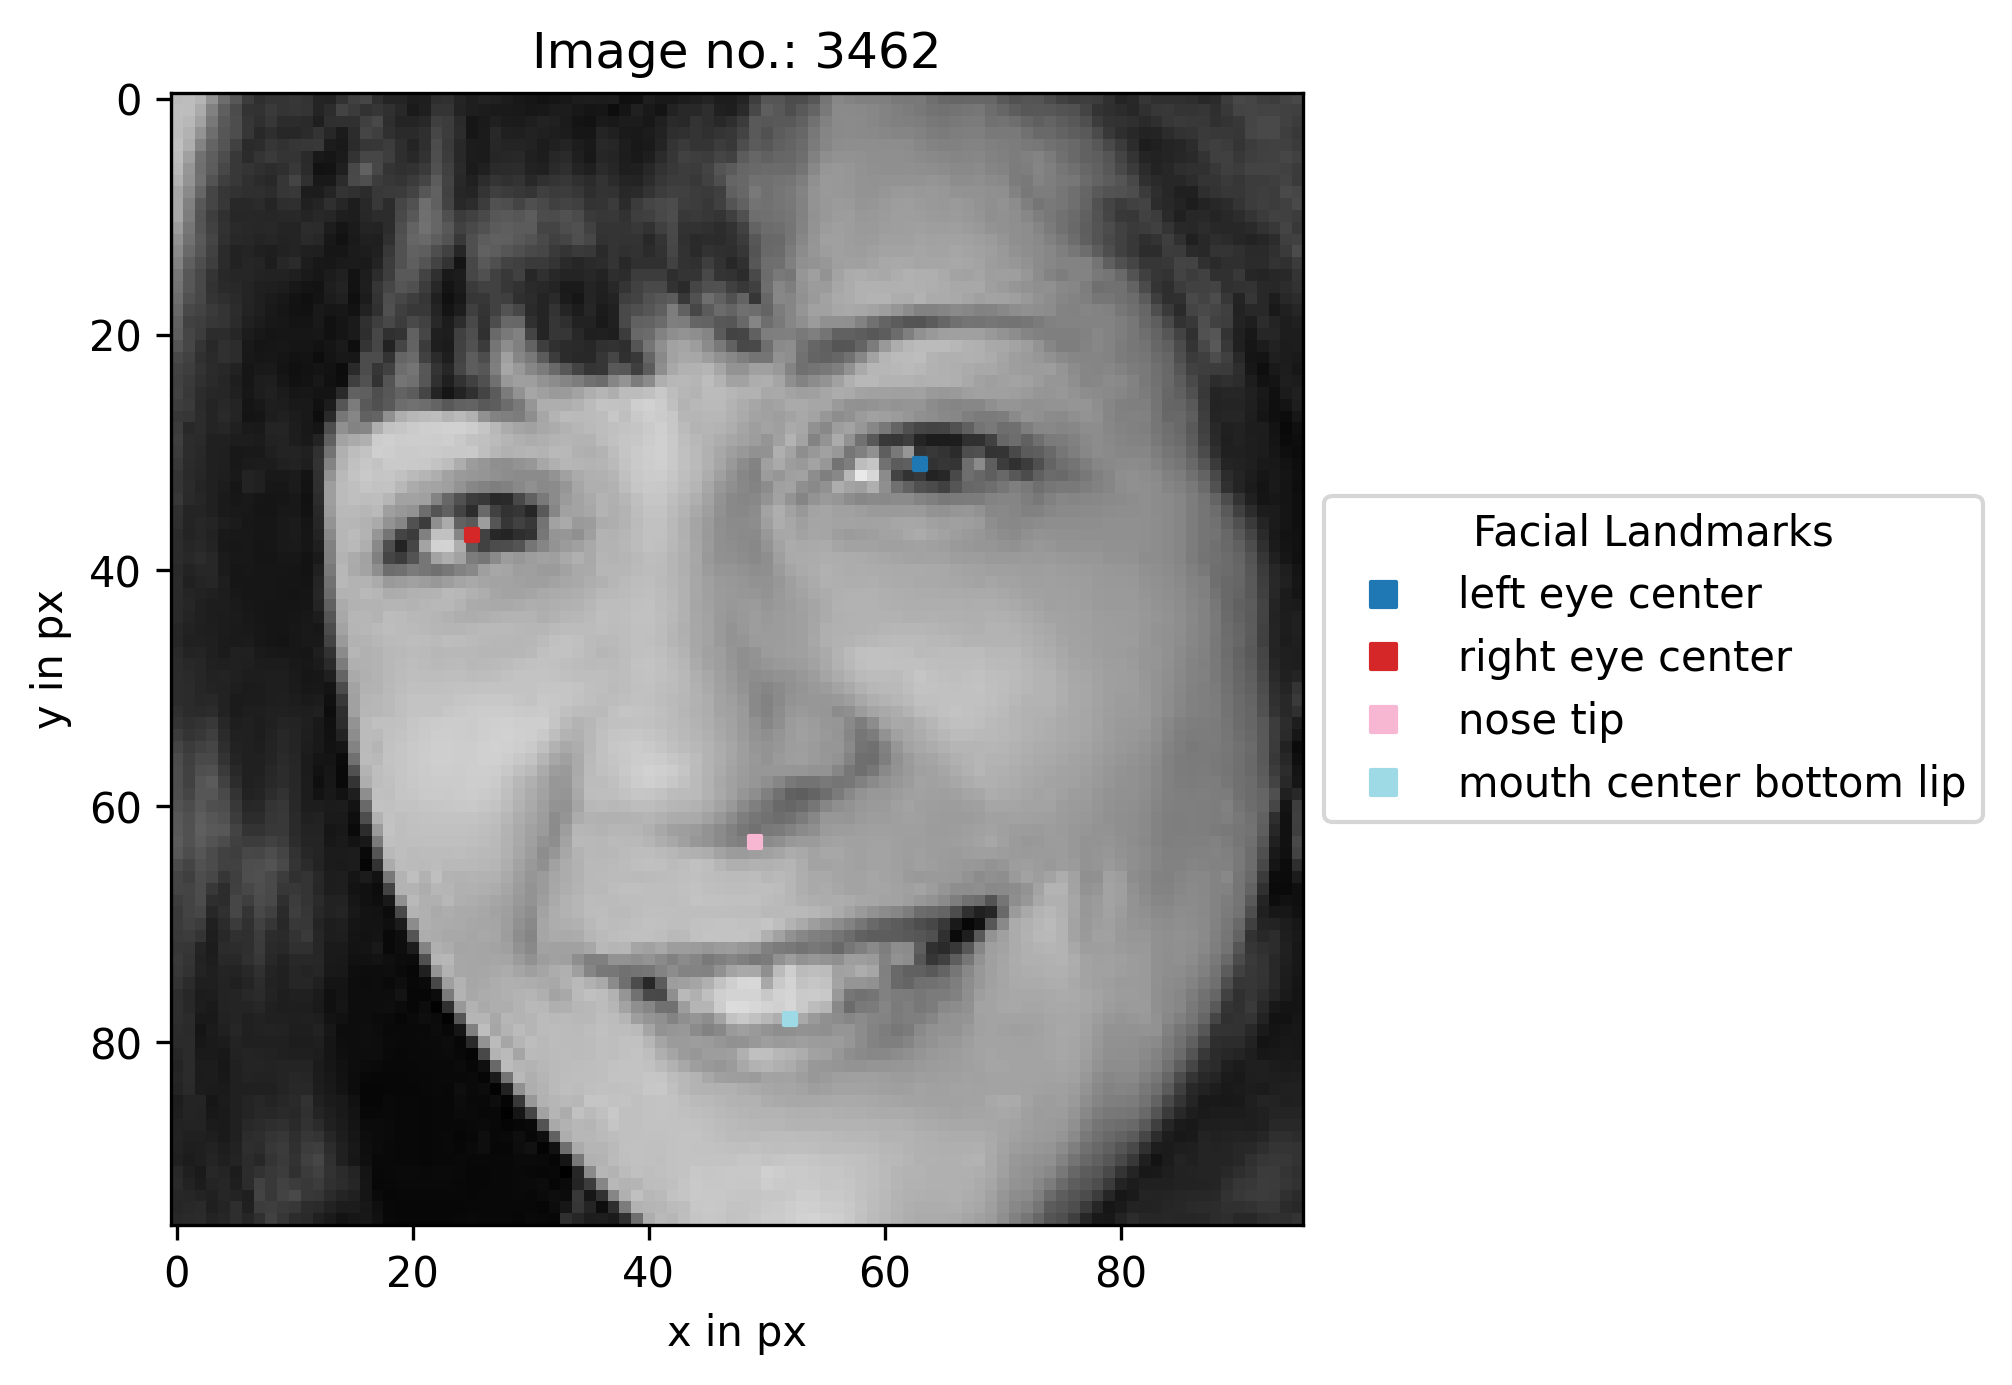 Image no.: 3462
0
20
40
60
80
y in px
0 20 40 60 80
x in px
Facial Landmarks
left eye center
right eye center
nose tip
mouth center bottom lip